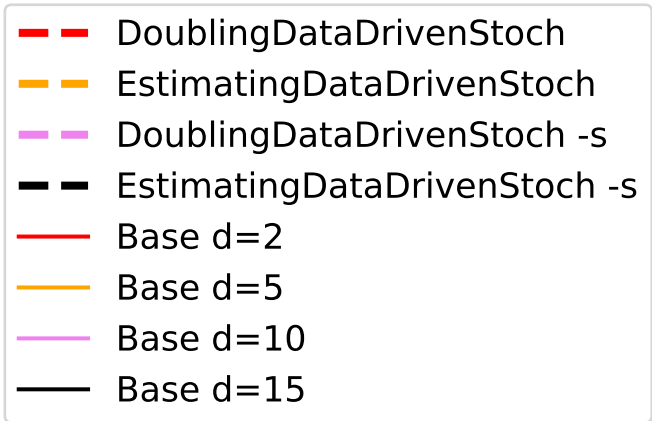 DoublingDataDrivenStoch
EstimatingDataDrivenStoch
DoublingDataDrivenStoch -s
EstimatingDataDrivenStoch -s
Base d=2
Base d=5
Base d=10
Base d=15